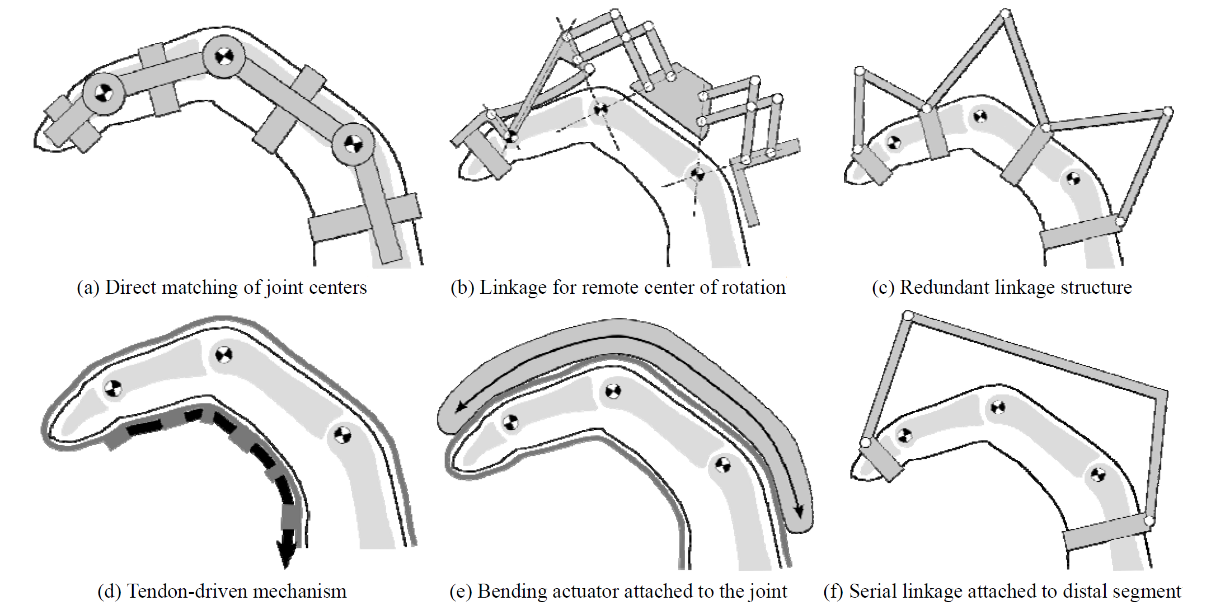 (a) Direct matching of joint centers
(b) Linkage for remote center of rotation
(c) Redundant linkage structure
(d) Tendon-driven mechanism
(e) Bending actuator attached to the joint
(f) Serial linkage attached to distal segment